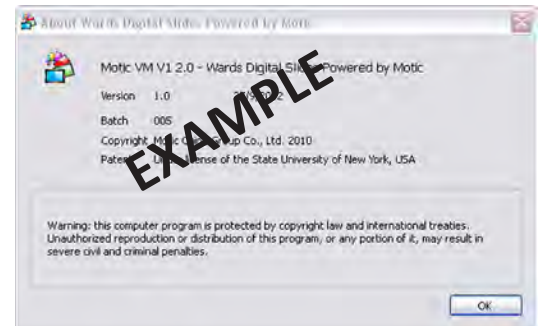 About Wards Digital Slides Powered by Motic
Motic VM V1 2.0 - Wards Digital Powered by Motic
Version 1.0
Batch 005
Copyright Co., Ltd. 2010
of the State University of New York, USA
EXAMPLE
Warning: this computer program is protected by copyright law and international treaties.
Unauthorized reproduction or distribution of this program, or any portion of it, may result in
severe civil and criminal penalties.
OK